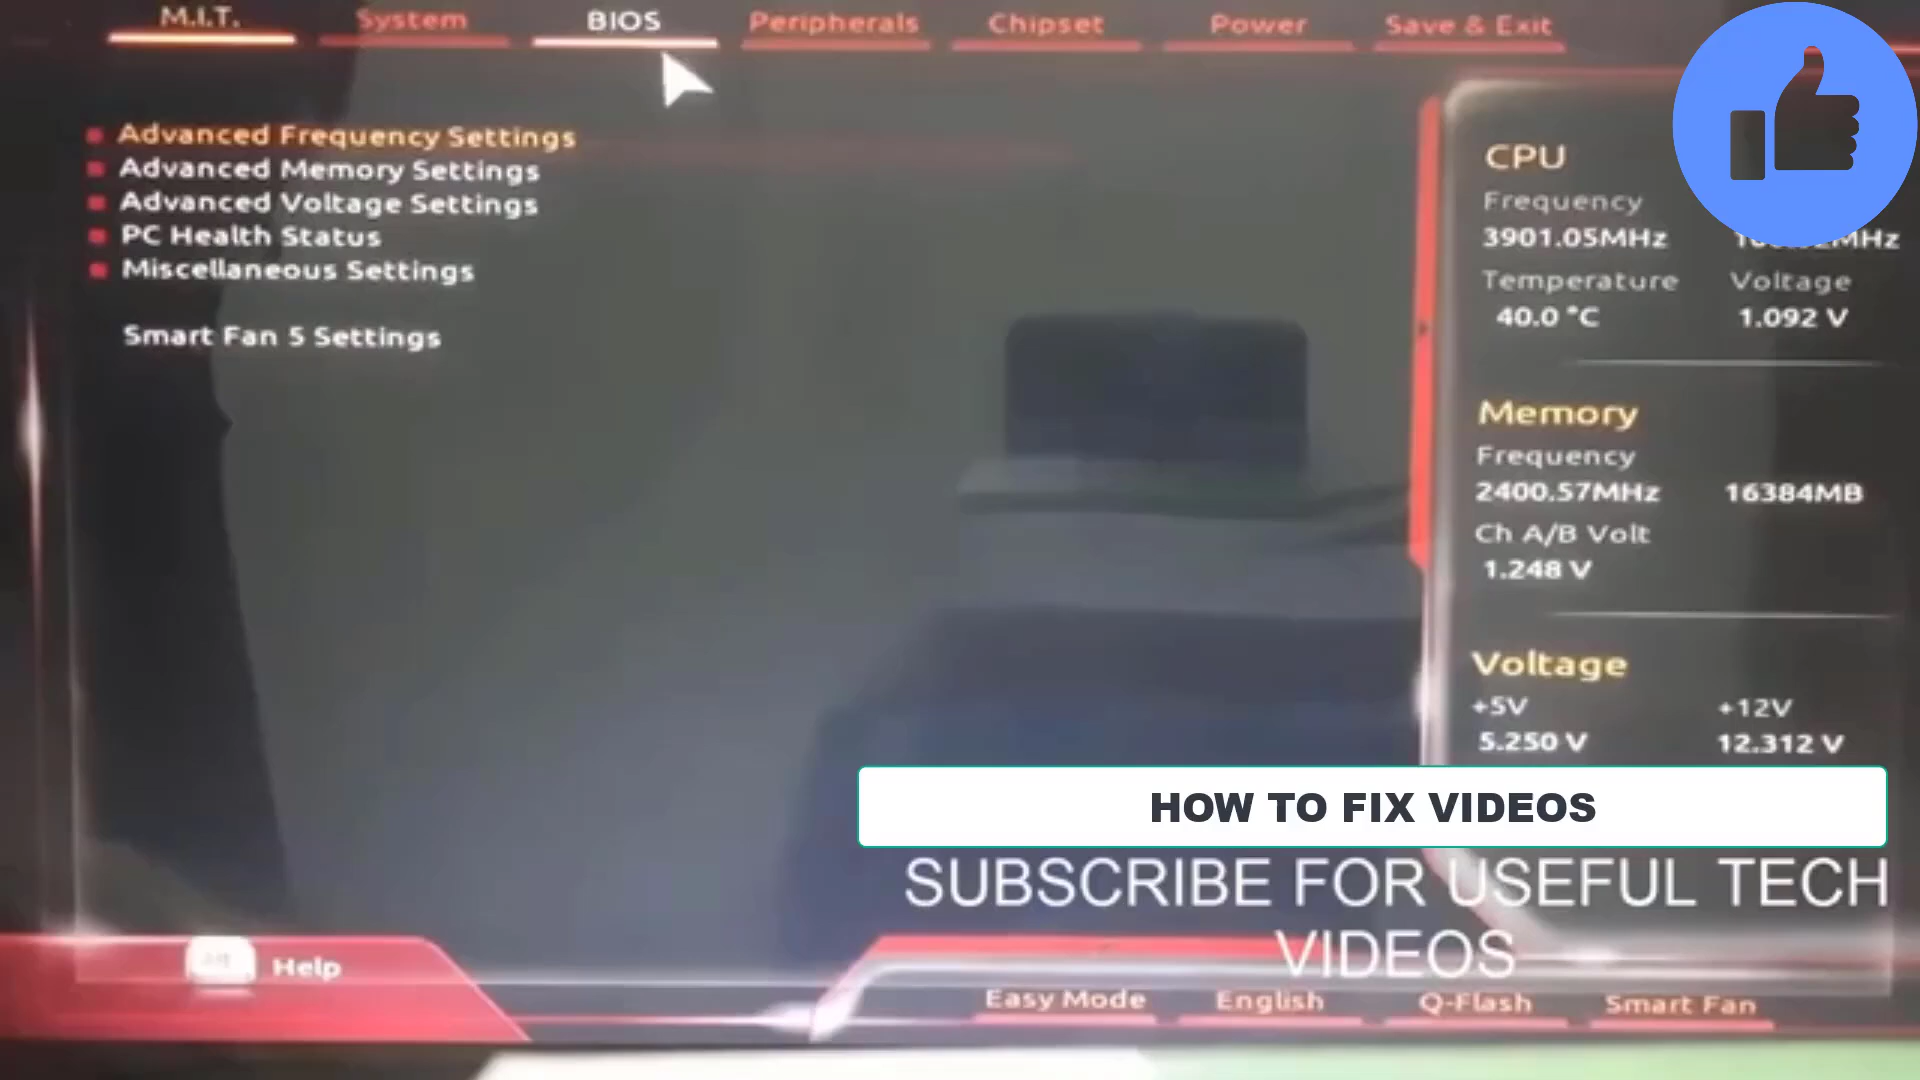 M.I.T. System BIOS Peripherals Chipset Power Save & Exit
Advanced Frequency Settings
Advanced Memory Settings
Advanced Voltage Settings
PC Health Status
Miscellaneous Settings
Smart Fan 5 Settings
CPU
Frequency
3901.05MHz
Temperature Voltage
40.0 °C 1.092 V
Memory
Frequency
2400.57MHz 16384MB
Ch A/B Volt
1.248 V
Voltage
+5V +12V
5.250 V 12.312 V
HOW TO FIX VIDEOS
SUBSCRIBE FOR USEFUL TECH
VIDEOS
Help
Easy Mode English Q-Flash Smart Fan